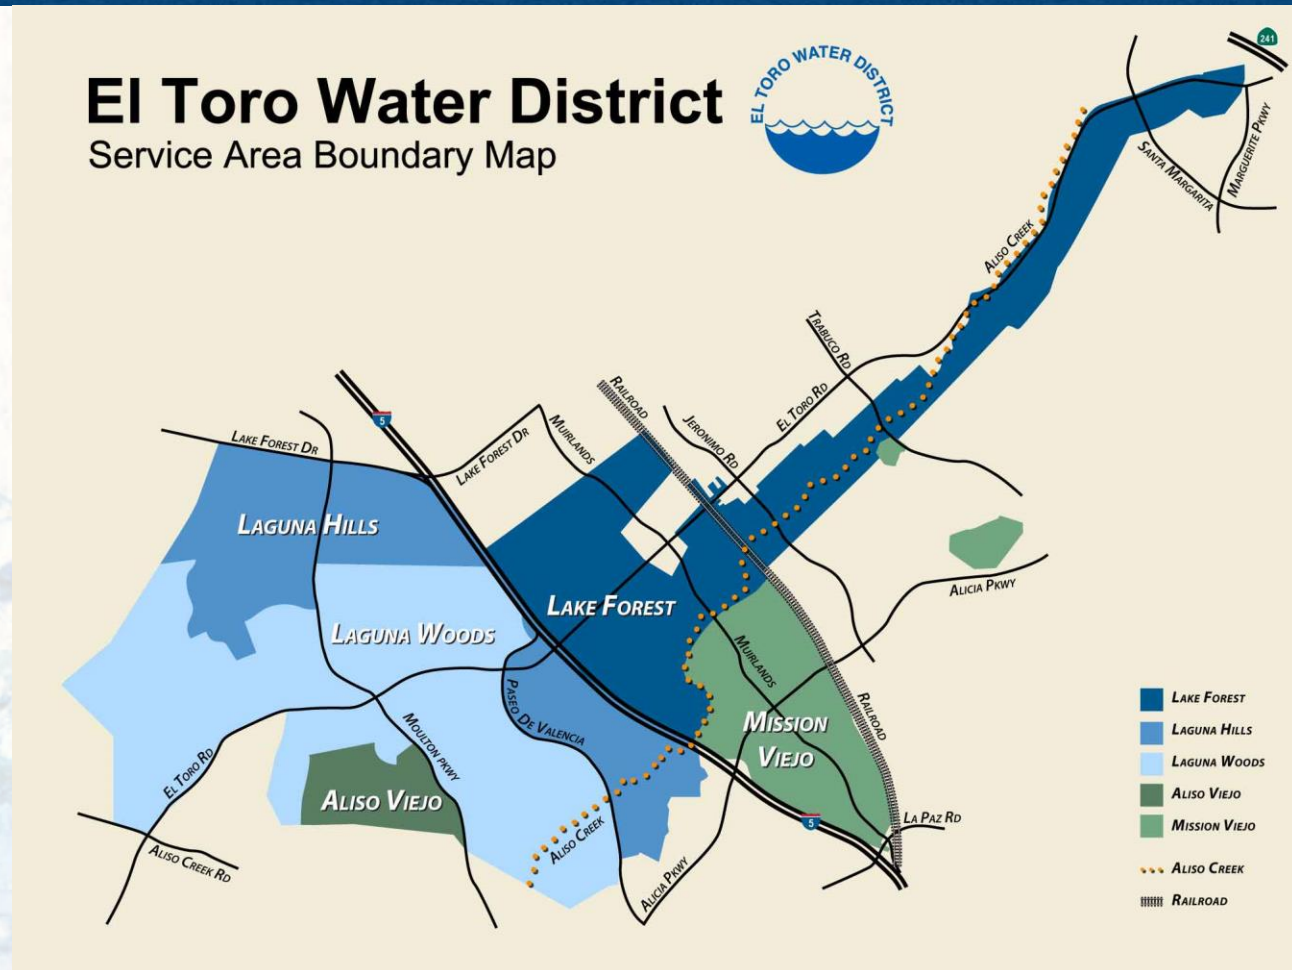 El Toro Water District
Service Area Boundary Map
EL TORO WATER DISTRICT
241
SANTA MARGARITA
MARGUERITE PKWY
ALISO CREEK
TRABUCO RD
EL TORO RD
RAILROAD
JERONIMO RD
MUIRLANDS
LAKE FOREST DR
5
LAKE FOREST DR
LAGUNA HILLS
ALICIA PKWY
LAKE FOREST
LAGUNA WOODS
MUIRLANDS
PASEO DE VALENCIA
RAILROAD
MISSION
VIEJO
MOULTON PKWY
EL TORO RD
ALISO VIEJO
5
LA PAZ RD
ALISO CREEK
ALISO CREEK RD
ALICIA PKWY
LAKE FOREST
LAGUNA HILLS
LAGUNA WOODS
ALISO VIEJO
MISSION VIEJO
ALISO CREEK
RAILROAD